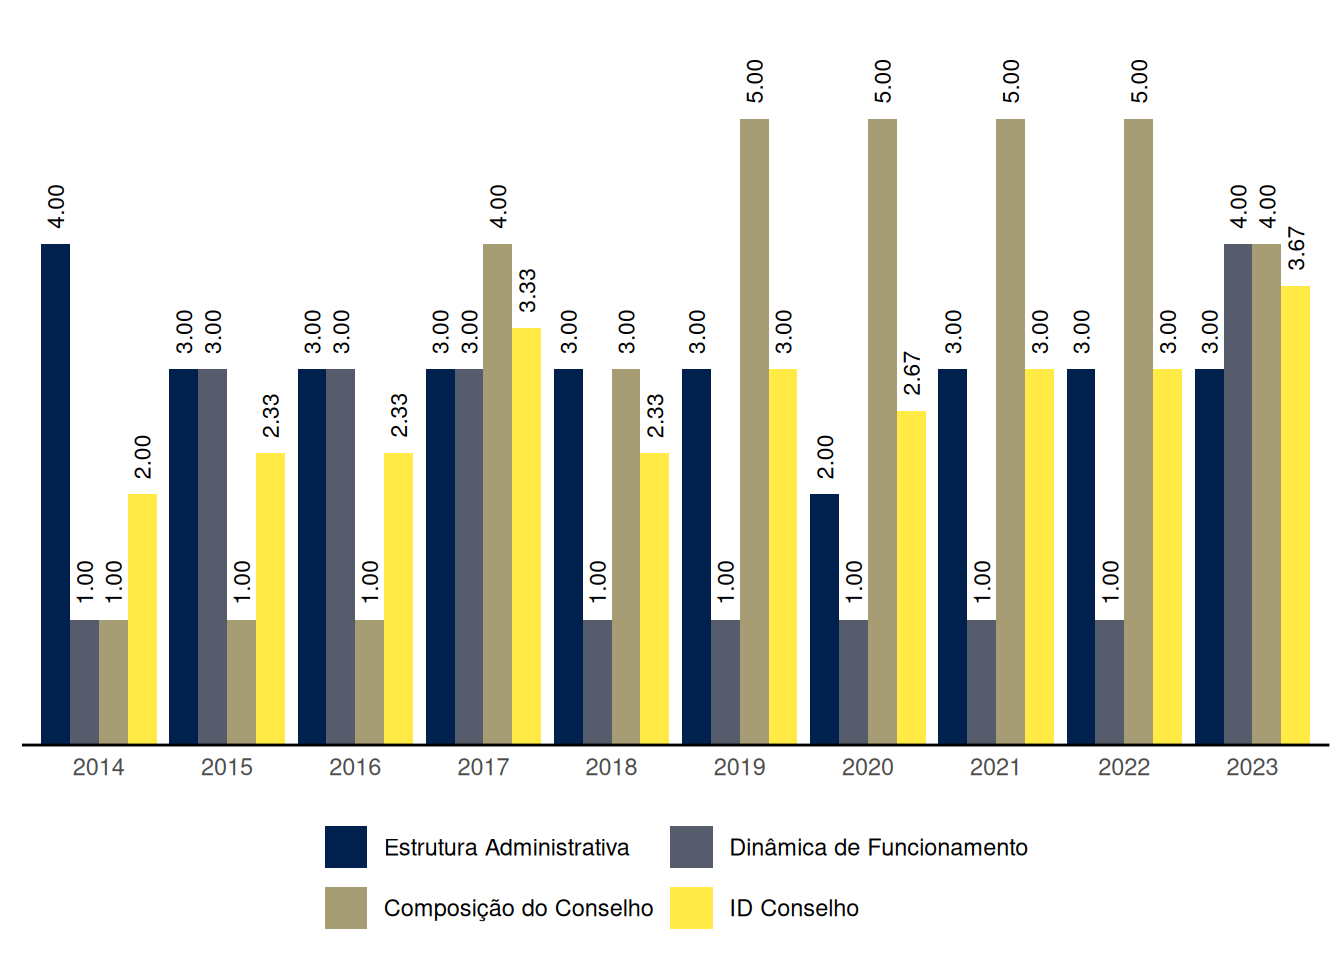 5.00 5.00 5.00 5.00
4.00 4.00 4.00 4.00
3.67
3.33
3.00 3.00 3.00 3.00 3.00 3.00 3.00 3.00 3.00 3.00 3.00 3.00 3.00 3.00
2.67
2.33 2.33 2.33
2.00 2.00
1.00 1.00 1.00 1.00 1.00 1.00 1.00 1.00 1.00
2014 2015 2016 2017 2018 2019 2020 2021 2022 2023
Estrutura Administrativa Dinâmica de Funcionamento
Composição do Conselho ID Conselho